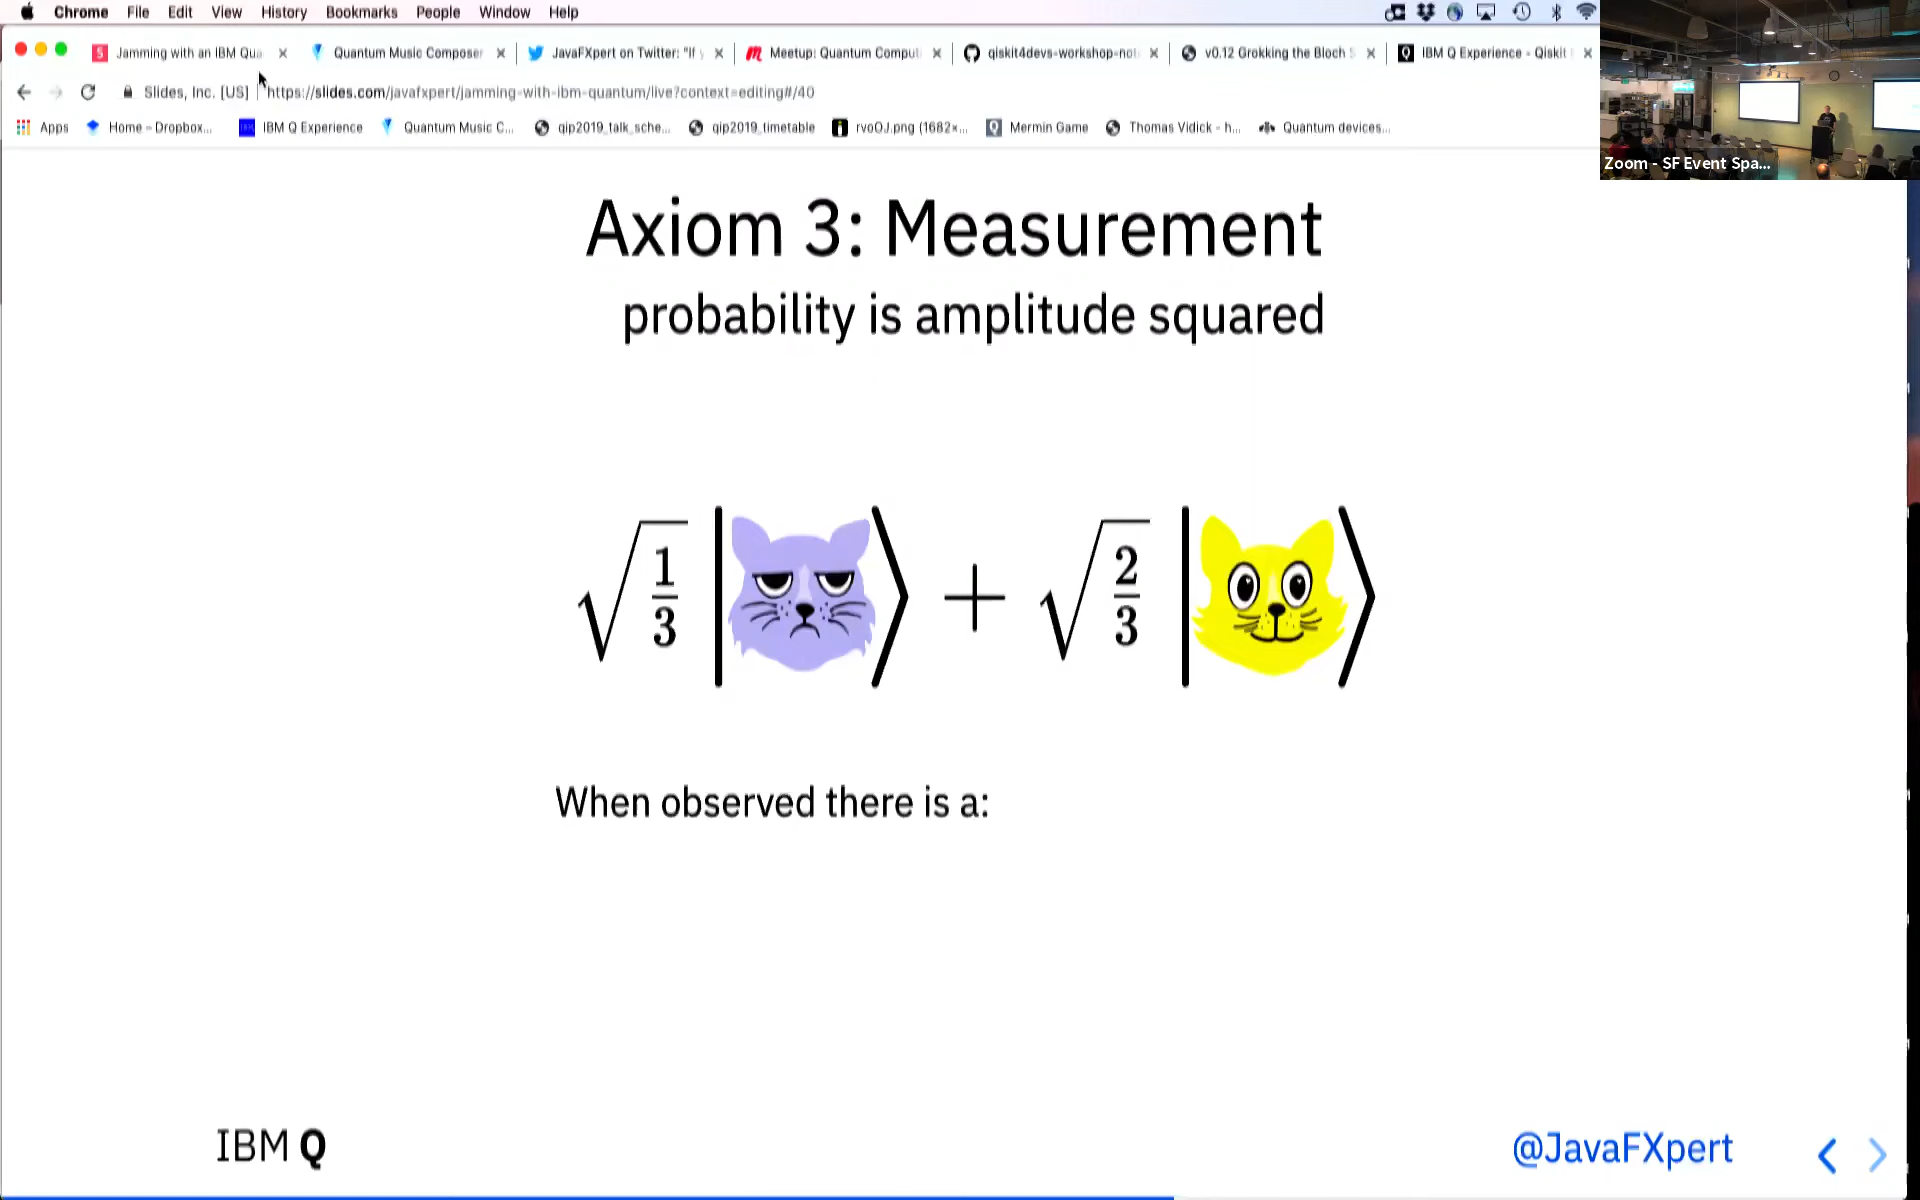 Chrome File Edit View History Bookmarks People Window Help
Jamming with an IBM Qua Quantum Music Composer JavaFXpert on Twitter: "If y Meetup: Quantum Comput qiskit4devs-workshop-not v0.12 Grokking the Bloch S IBM Q Experience - Qiskit
Slides, Inc. [US] https://slides.com/javafxpert/jamming-with-ibm-quantum/live?context=editing#/40
Apps Home – Dropbox... IBM Q Experience Quantum Music C... qip2019_talk_sche... qip2019_timetable rvoOJ.png (1682×... Mermin Game Thomas Vidick - h... Quantum devices...
Zoom - SF Event Spa...
Axiom 3: Measurement
probability is amplitude squared
√1/3 | ⟩ + √2/3 | ⟩
When observed there is a:
IBM Q
@JavaFXpert